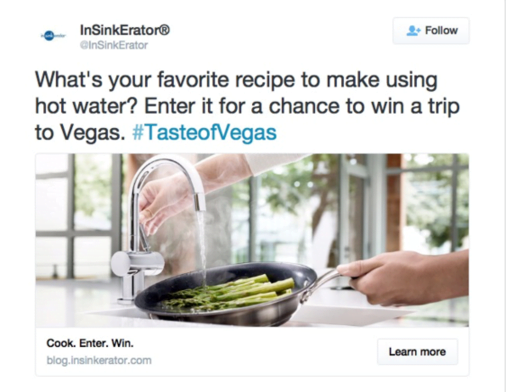 InSinkErator®
@InSinkErator
Follow
What's your favorite recipe to make using
hot water? Enter it for a chance to win a trip
to Vegas. #TasteofVegas
Cook. Enter. Win.
blog.insinkerator.com
Learn more